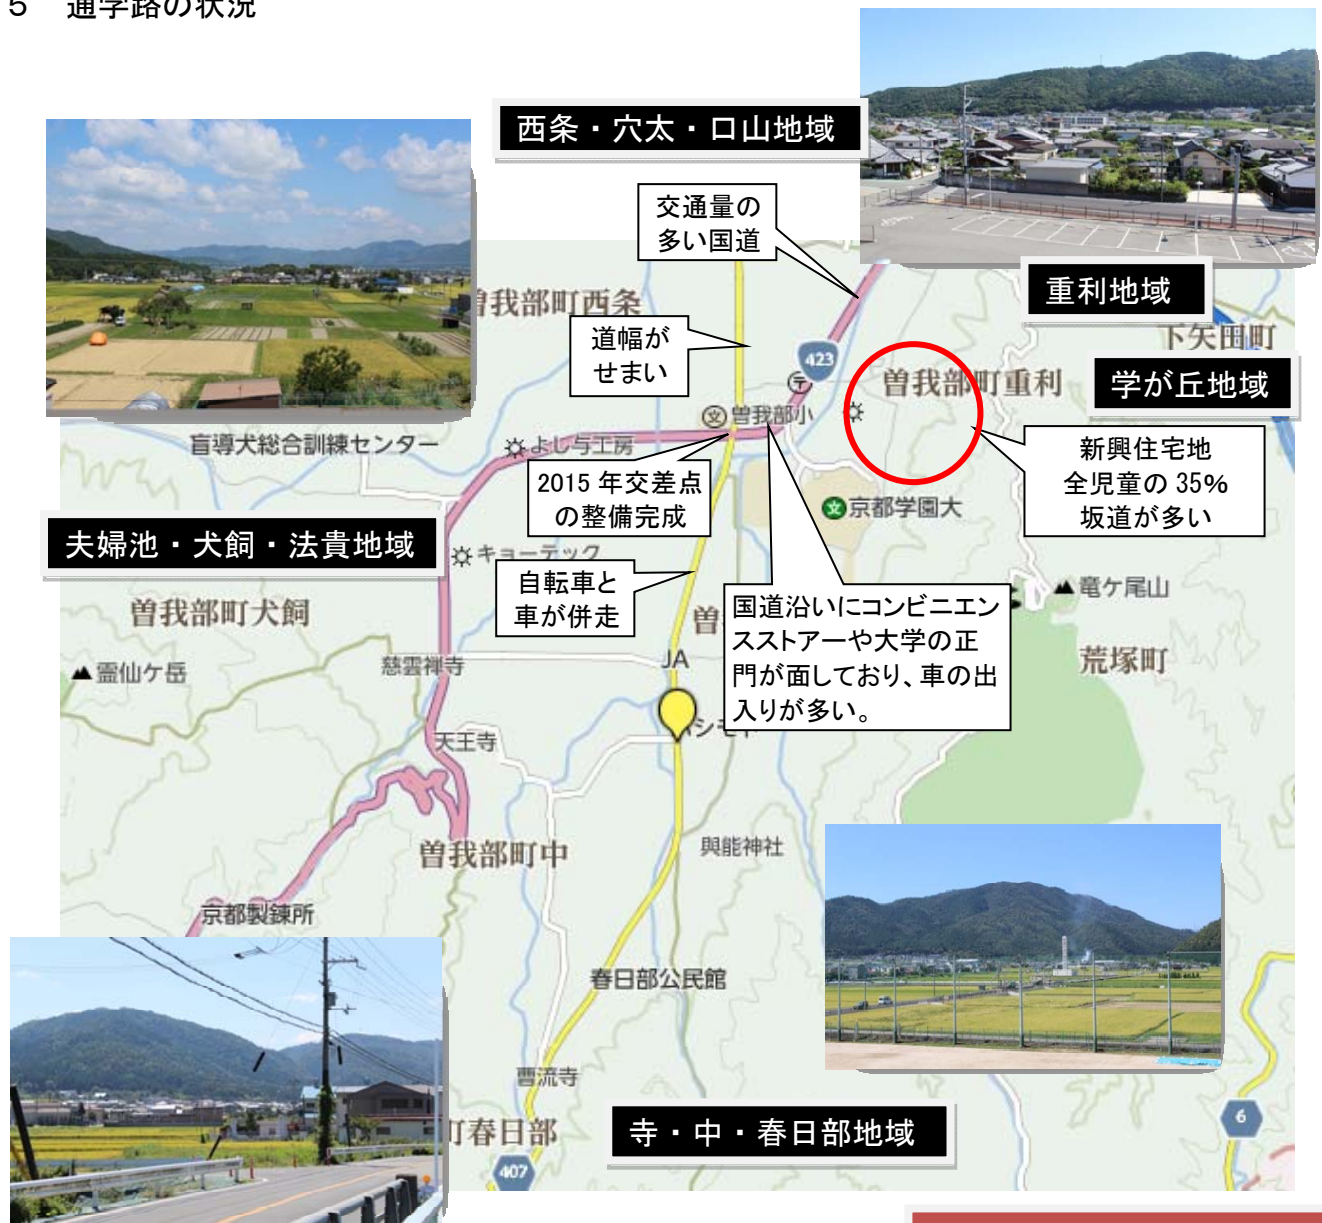 ５　通学路の状況
西条・穴太・口山地域
交通量の
多い国道
重利地域
曽我部町西条
下矢田町
道幅が
せまい
423
学が丘地域
曽我部町重利
文
曽我部小
盲導犬総合訓練センター
よし与工房
新興住宅地
全児童の 35%
坂道が多い
2015 年交差点
の整備完成
文
京都学園大
夫婦池・犬飼・法貴地域
キョーテック
自転車と
車が併走
国道沿いにコンビニエン
スストアーや大学の正
門が面しており、車の出
入りが多い。
竜ケ尾山
曽我部町犬飼
曽
荒塚町
霊仙ケ岳
慈雲禅寺
JA
天王寺
曽我部町中
與能神社
京都製錬所
春日部公民館
曹流寺
町春日部
寺・中・春日部地域
6
407